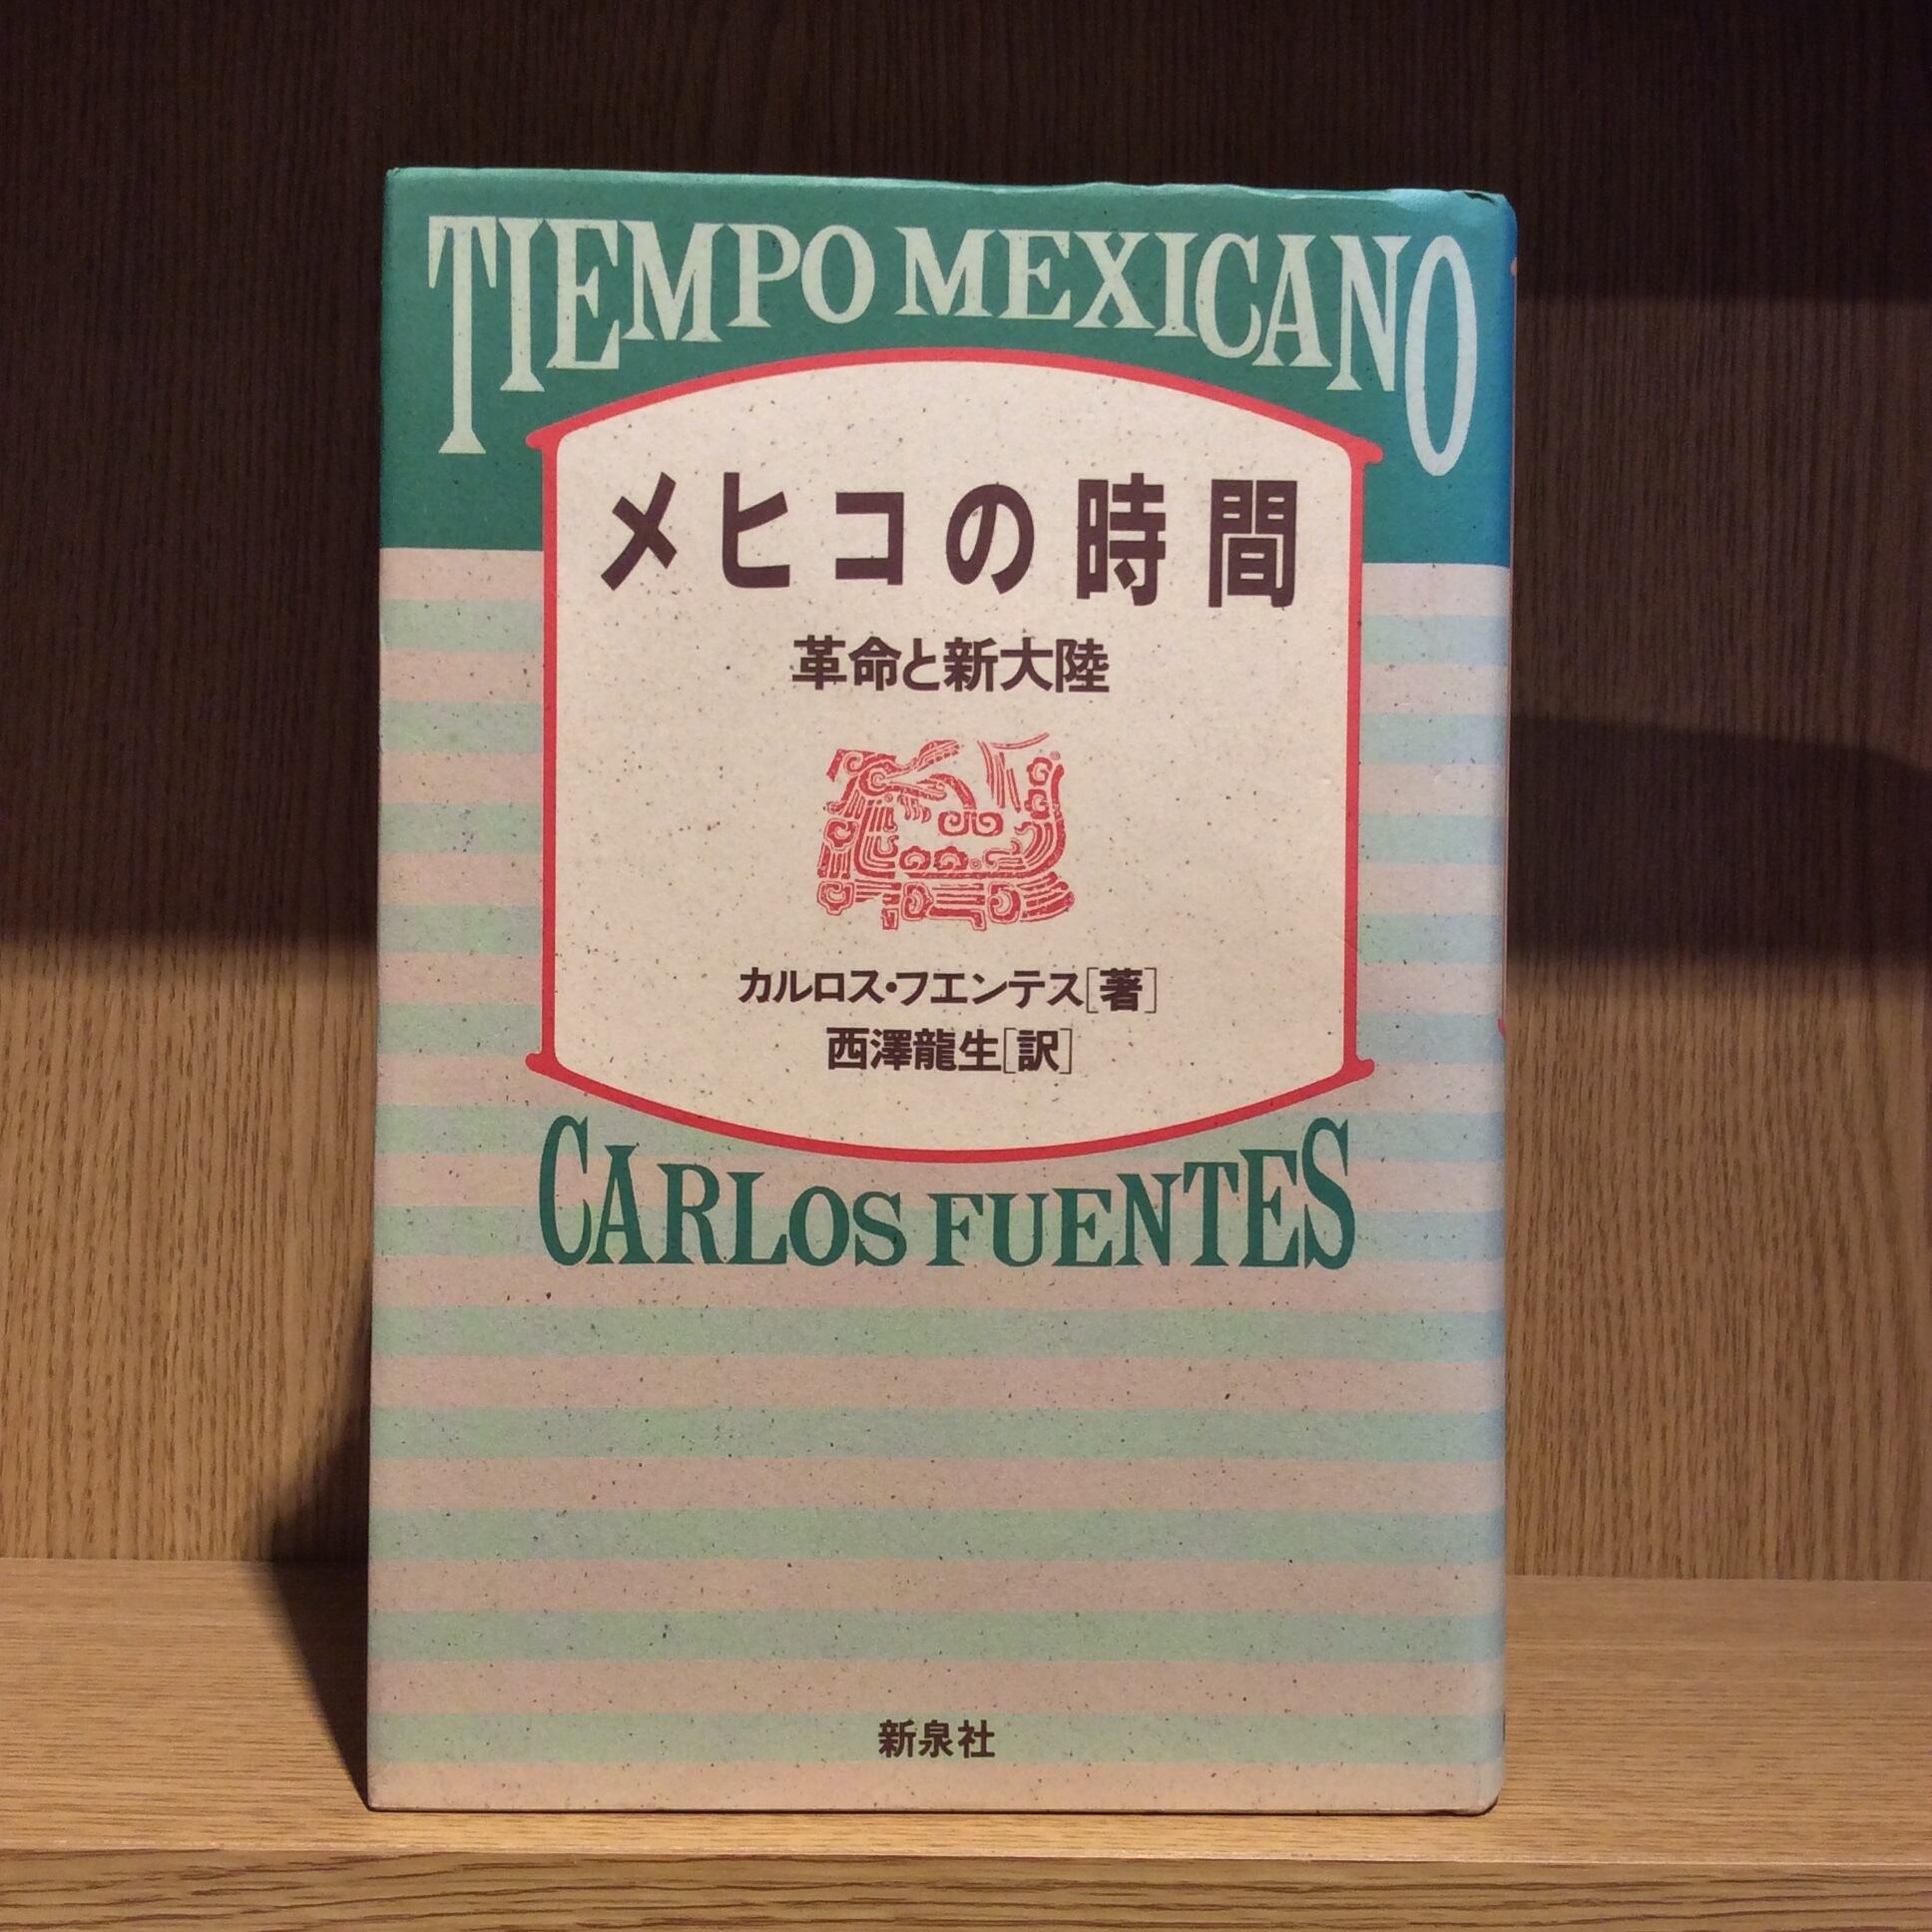 TIEMPO MEXICANO
メヒコの時間
革命と新大陸
カルロス・フエンテス[著]
西澤龍生[訳]
CARLOS FUENTES
新泉社